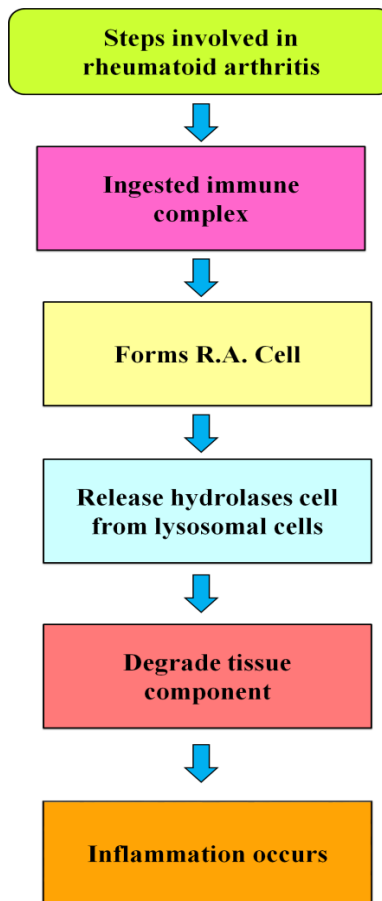 Steps involved in
rheumatoid arthritis
Ingested immune
complex
Forms R.A. Cell
Release hydrolases cell
from lysosomal cells
Degrade tissue
component
Inflammation occurs